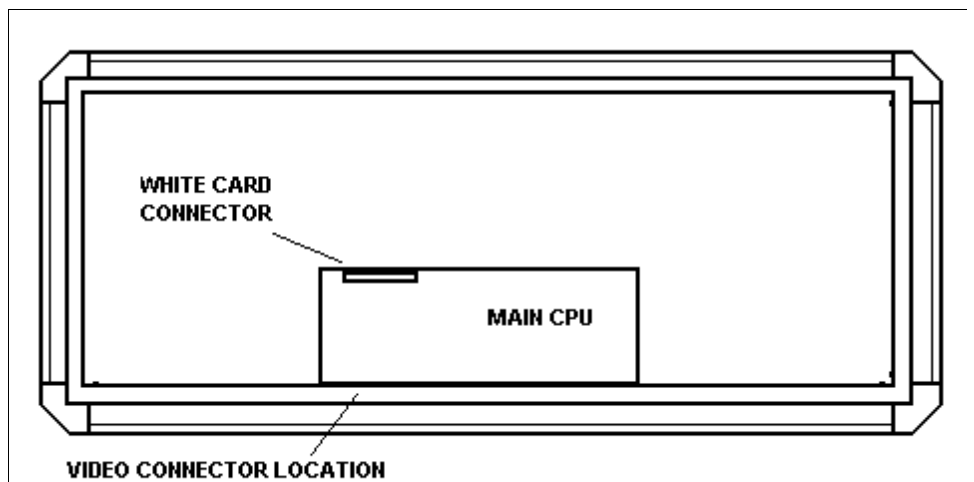 WHITE CARD
CONNECTOR
MAIN CPU
VIDEO CONNECTOR LOCATION